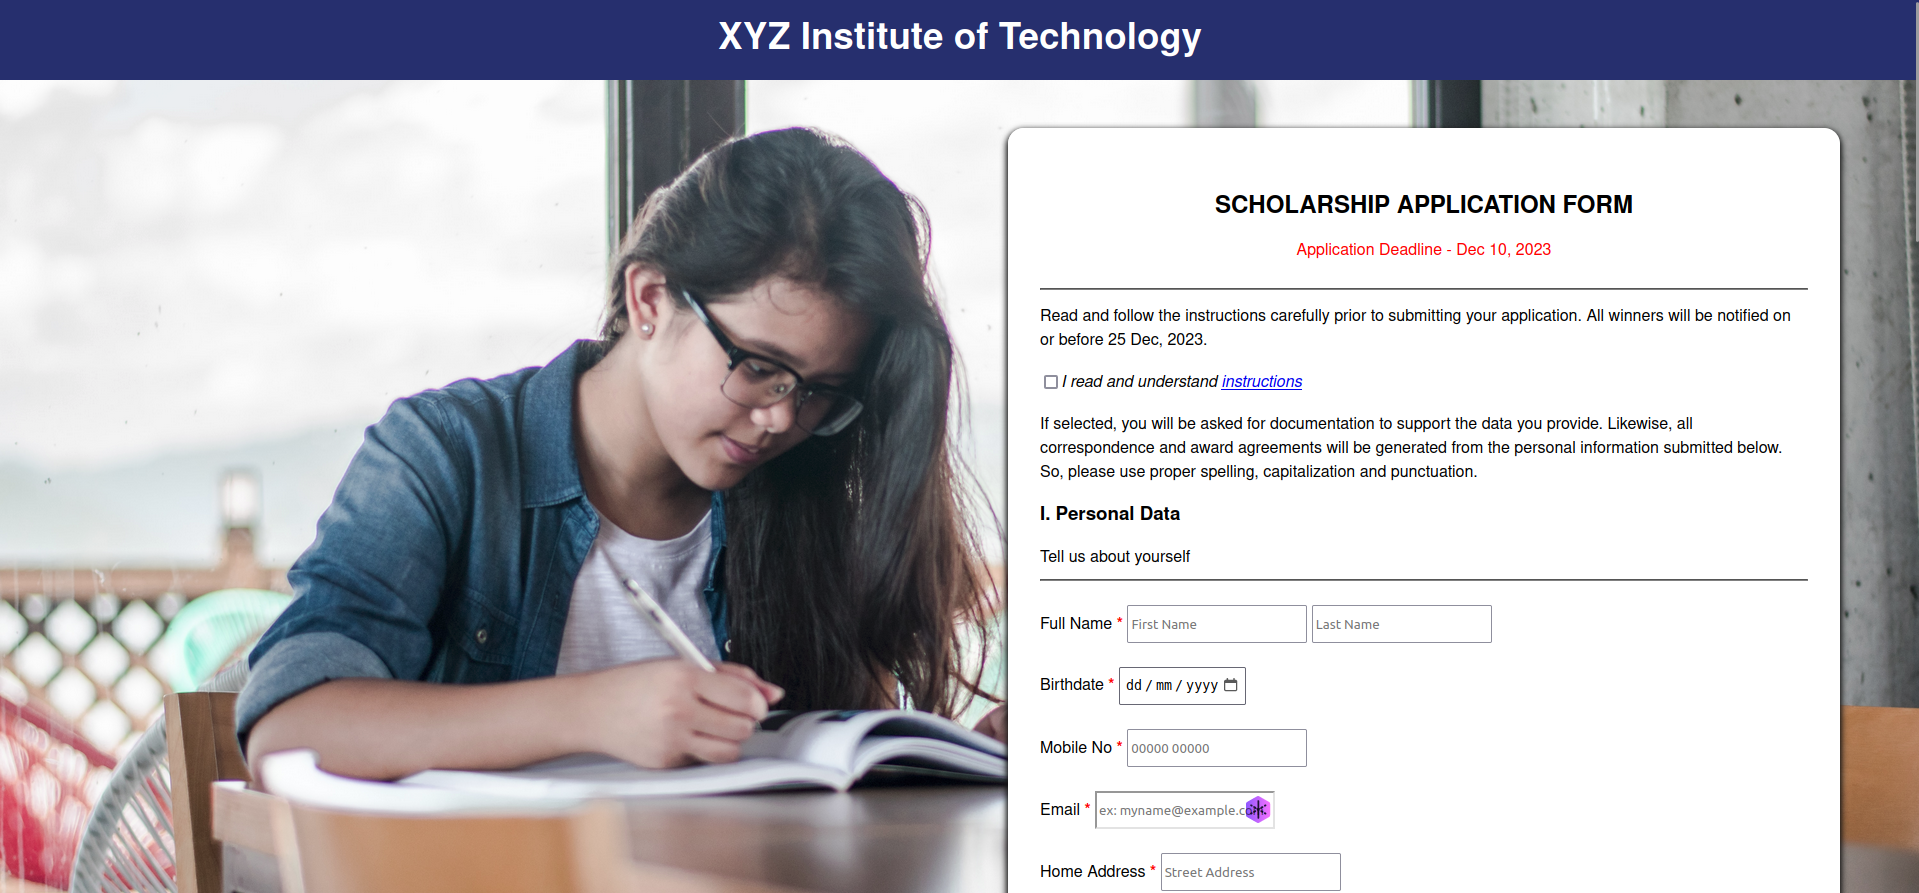 XYZ Institute of Technology
SCHOLARSHIP APPLICATION FORM
Application Deadline - Dec 10, 2023
Read and follow the instructions carefully prior to submitting your application. All winners will be notified on
or before 25 Dec, 2023.
I read and understand instructions
If selected, you will be asked for documentation to support the data you provide. Likewise, all
correspondence and award agreements will be generated from the personal information submitted below.
So, please use proper spelling, capitalization and punctuation.
I. Personal Data
Tell us about yourself
Full Name * First Name Last Name
Birthdate * dd / mm / yyyy
Mobile No * 00000 00000
Email * ex: myname@example.c
Home Address * Street Address